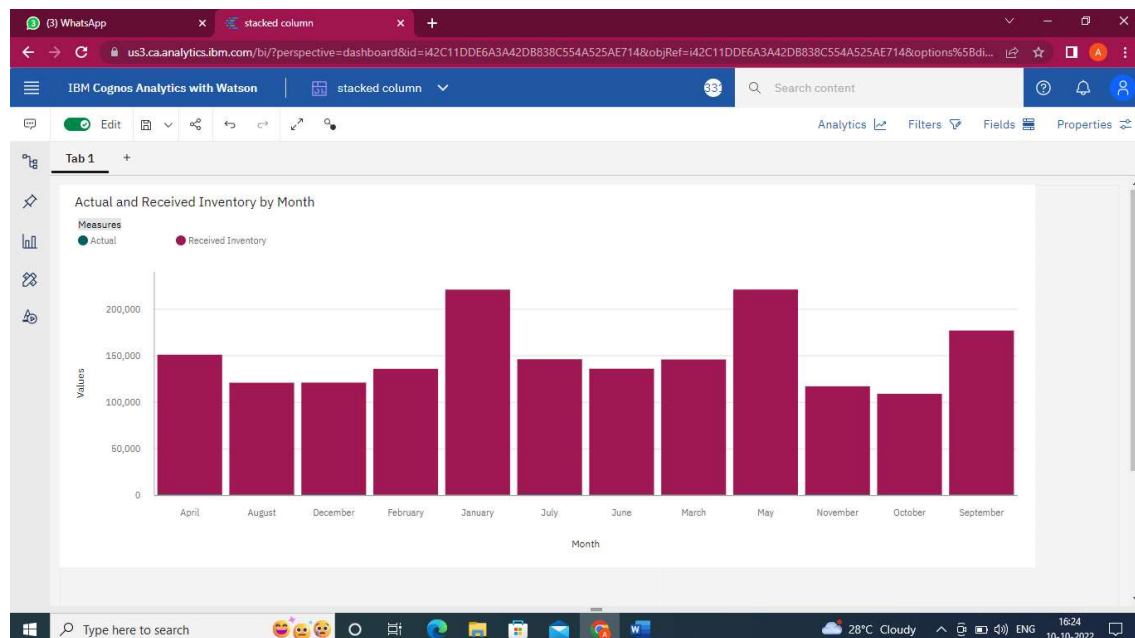 (3) WhatsApp
stacked column
us3.ca.analytics.ibm.com/bi/?perspective=dashboard&id=i42C11DDE6A3A42DB838C554A525AE714&objRef=i42C11DDE6A3A42DB838C554A525AE714&options%5Bdi...
A
IBM Cognos Analytics with Watson
stacked column
331
Search content
Edit
Analytics
Filters
Fields
Properties
Tab 1
Actual and Received Inventory by Month
Measures
Actual
Received Inventory
200,000
150,000
100,000
50,000
0
Values
April August December February January July June March May November October September
Month
Type here to search
28°C Cloudy
ENG
16:24
10-10-2022